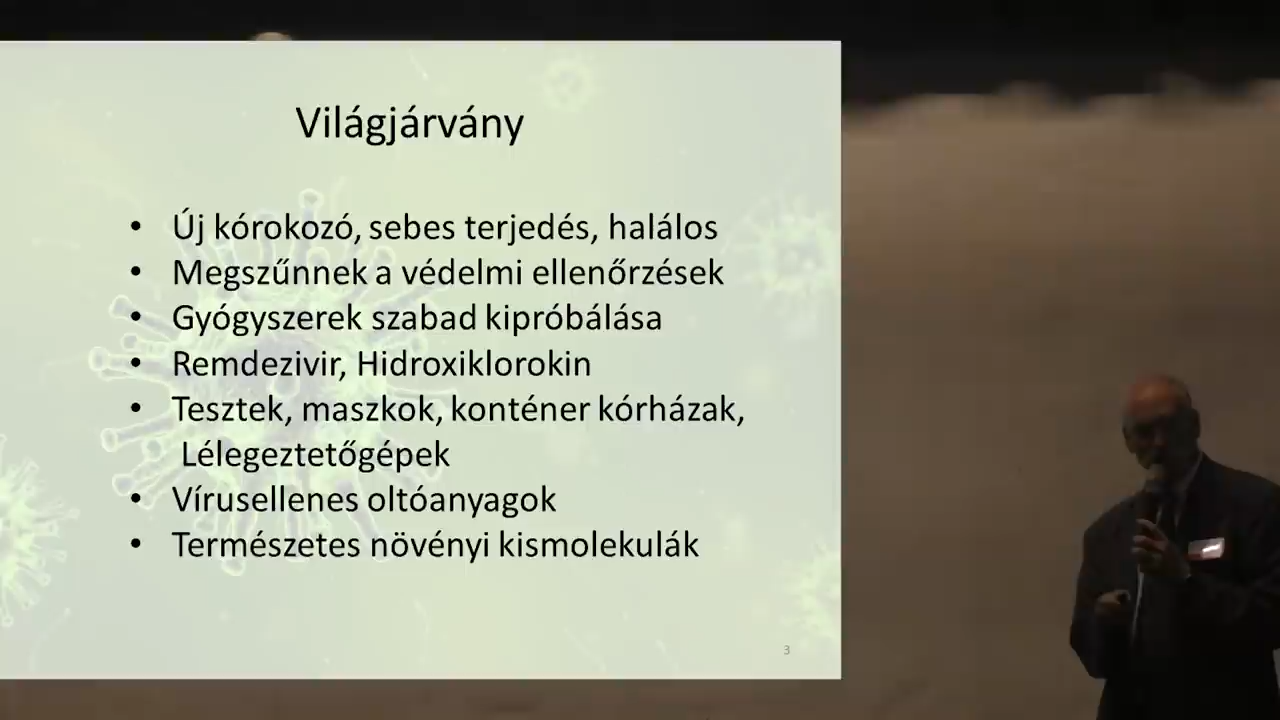 Világjárvány
• Új kórokozó, sebes terjedés, halálos
• Megszűnnek a védelmi ellenőrzések
• Gyógyszerek szabad kipróbálása
• Remdezivir, Hidroxiklorokin
• Tesztek, maszkok, konténer kórházak,
Lélegeztetőgépek
• Vírusellenes oltóanyagok
• Természetes növényi kismolekulák
3